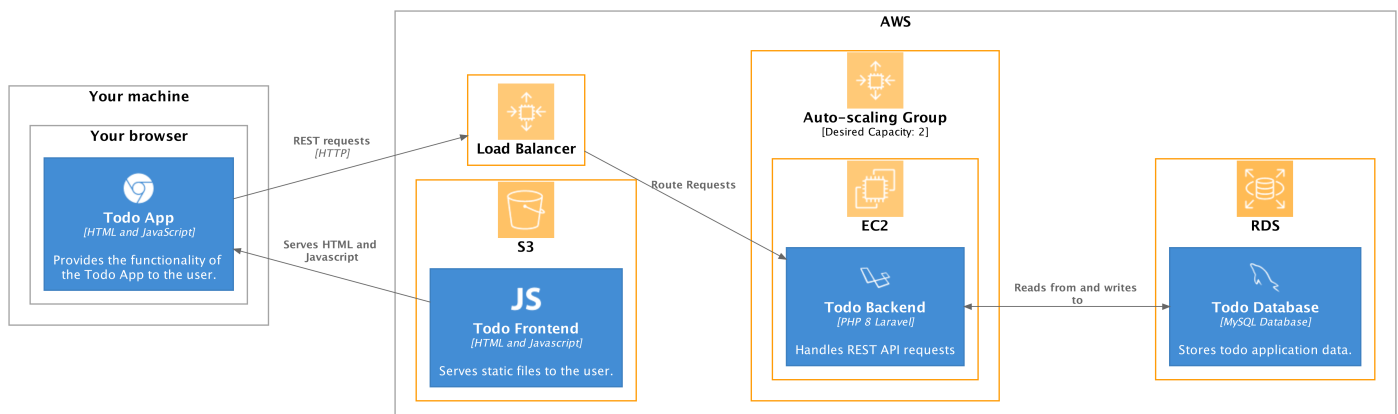 AWS
Your machine
Your browser
Todo App
[HTML and JavaScript]
Provides the functionality of
the Todo App to the user.
REST requests
[HTTP]
Serves HTML and
Javascript
Load Balancer
S3
JS
Todo Frontend
[HTML and Javascript]
Serves static files to the user.
Route Requests
Auto-scaling Group
[Desired Capacity: 2]
EC2
Todo Backend
[PHP 8 Laravel]
Handles REST API requests
Reads from and writes
to
RDS
Todo Database
[MySQL Database]
Stores todo application data.